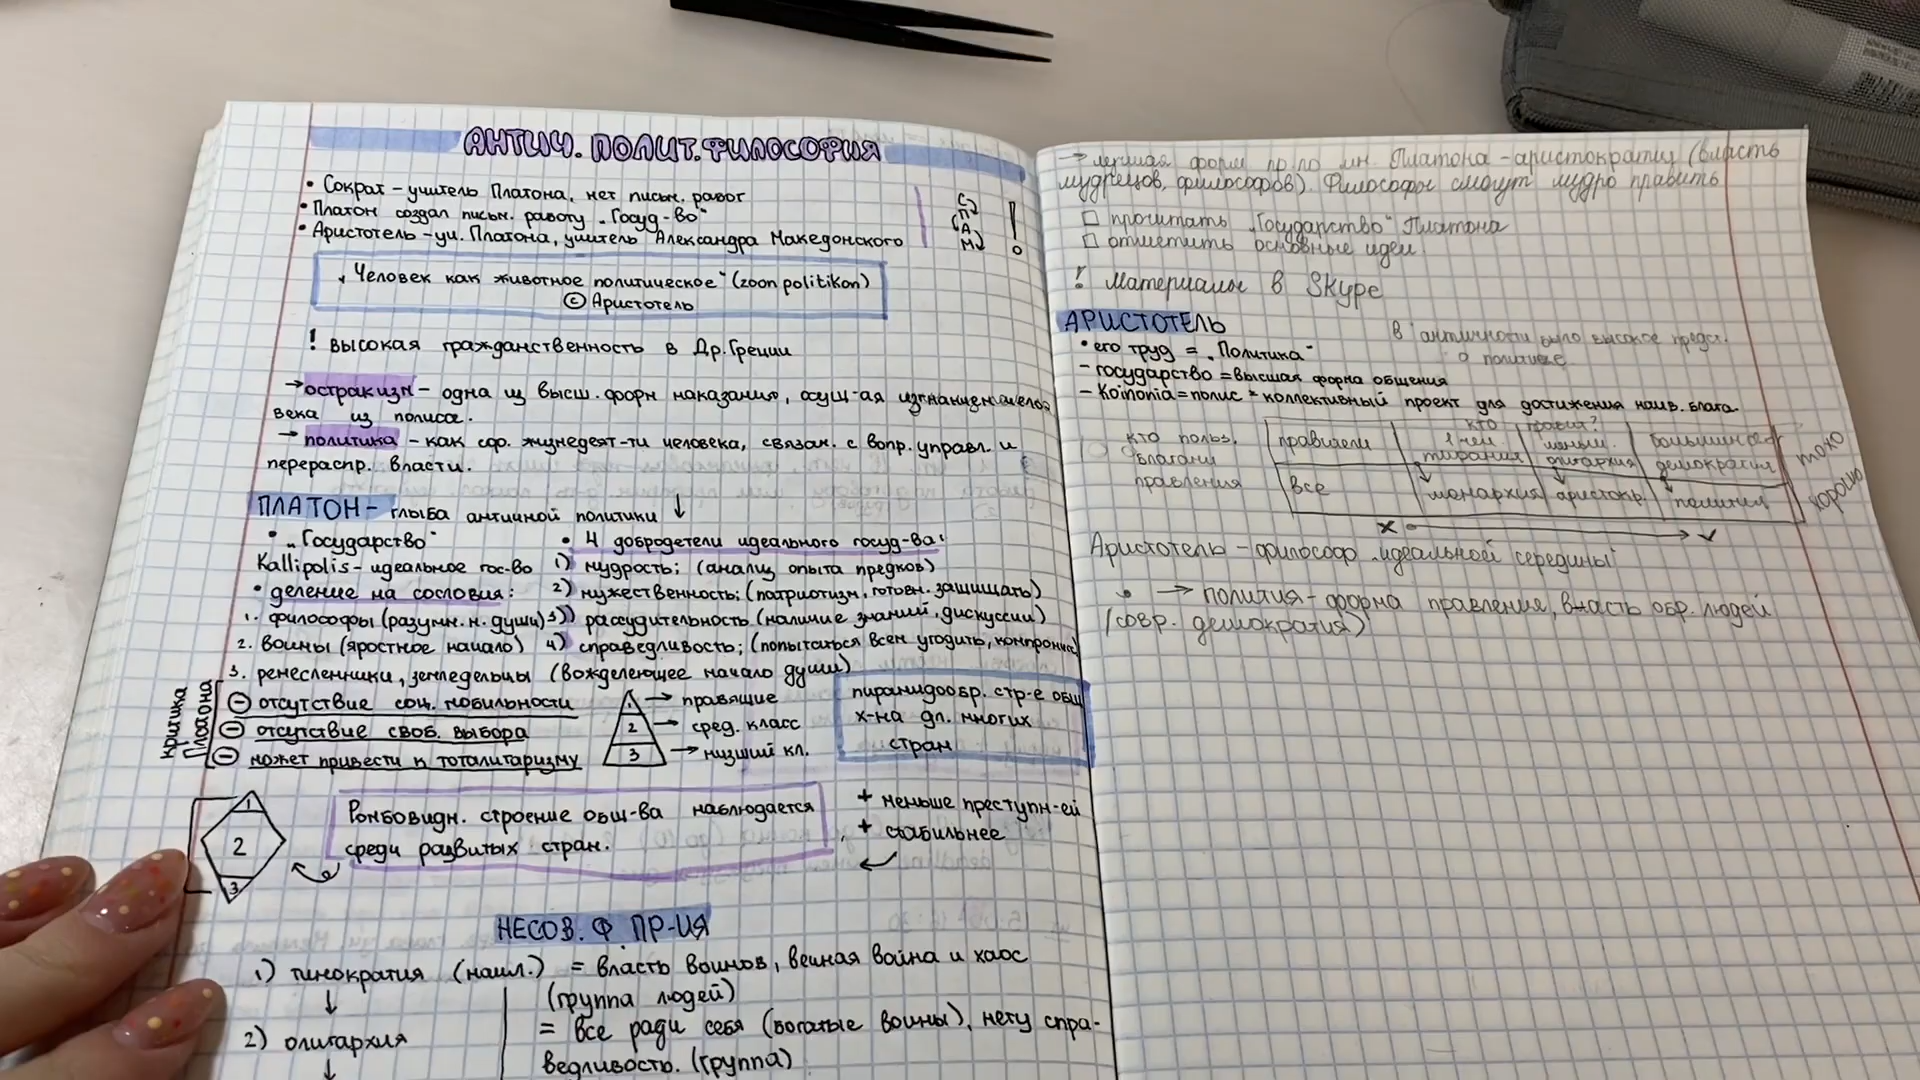 АНТИЧ. ПОЛИТ. ФИЛОСОФИЯ
• Сократ – учитель Платона, нет письм. работ
• Платон создал письм. работу „Госуд-во"
• Аристотель – уч. Платона, учитель Александра Македонского
С
П
А
М
!
„Человек как животное политическое" (zoon politikon)
© Аристотель
! высокая гражданственность в Др. Греции
→ остракизм – одна из высш. форм наказания, осущ-ая изгнанием чело
века из полиса.
→ политика – как сф. жизнедеят-ти человека, связан. с вопр. управл. и
перераспр. власти.
ПЛАТОН – глыба античной политики ↓
• „Государство"
Kallipolis – идеальное гос-во
• деление на сословия:
1. философы (разумн. н. души)
2. воины (яростное начало)
3. ремесленники, земледельцы (вожделеющее начало души)
• 4 добродетели идеального госуд-ва:
1) мудрость; (анализ опыта предков)
2) мужественность; (патриотизм, готовн. защищать)
3) рассудительность (наличие знаний, дискуссии)
4) справедливость; (попытаться всем угодить, компромисс)
критика
Платона
⊖ отсутствие соц. мобильности
⊖ отсутствие своб. выбора
⊖ может привести к тоталитаризму
1 → правящие
2 → сред. класс
3 → низший кл.
пирамидообр. стр-е общ
х-на дл. многих
стран
1
2
3
Ромбовидн. строение общ-ва наблюдается
среди развитых стран.
+ меньше преступн-ей
+ стабильнее
НЕСОВ. Ф. ПР-ИЯ
1) тимократия (наил.) = власть воинов, вечная война и хаос
↓ (группа людей)
2) олигархия = все ради себя (богатые воины), нету спра-
↓ ведливость. (группа)
→ лучшая форм пр. по мн. Платона – аристократия (власть
мудрецов, философов). Философы смогут мудро править
□ прочитать „Государство" Платона
□ отметить основные идеи.
! Материалы в Skype
АРИСТОТЕЛЬ
в античности было высокое предст.
о политике.
• его труд = „Политика"
– государство = высшая форма общения
– Koinonia = полис = коллективный проект для достижения наив. блага
кто польз.
благами
правления
кто правит?
правители
1 чел.
тирания
меньш.
олигархия
большинство
демократия
плохо
все
монархия
аристокр.
полития
хорошо
× → ✓
Аристотель – философ „идеальной середины"
• → полития – форма правления, власть обр. людей
(совр. демократия)